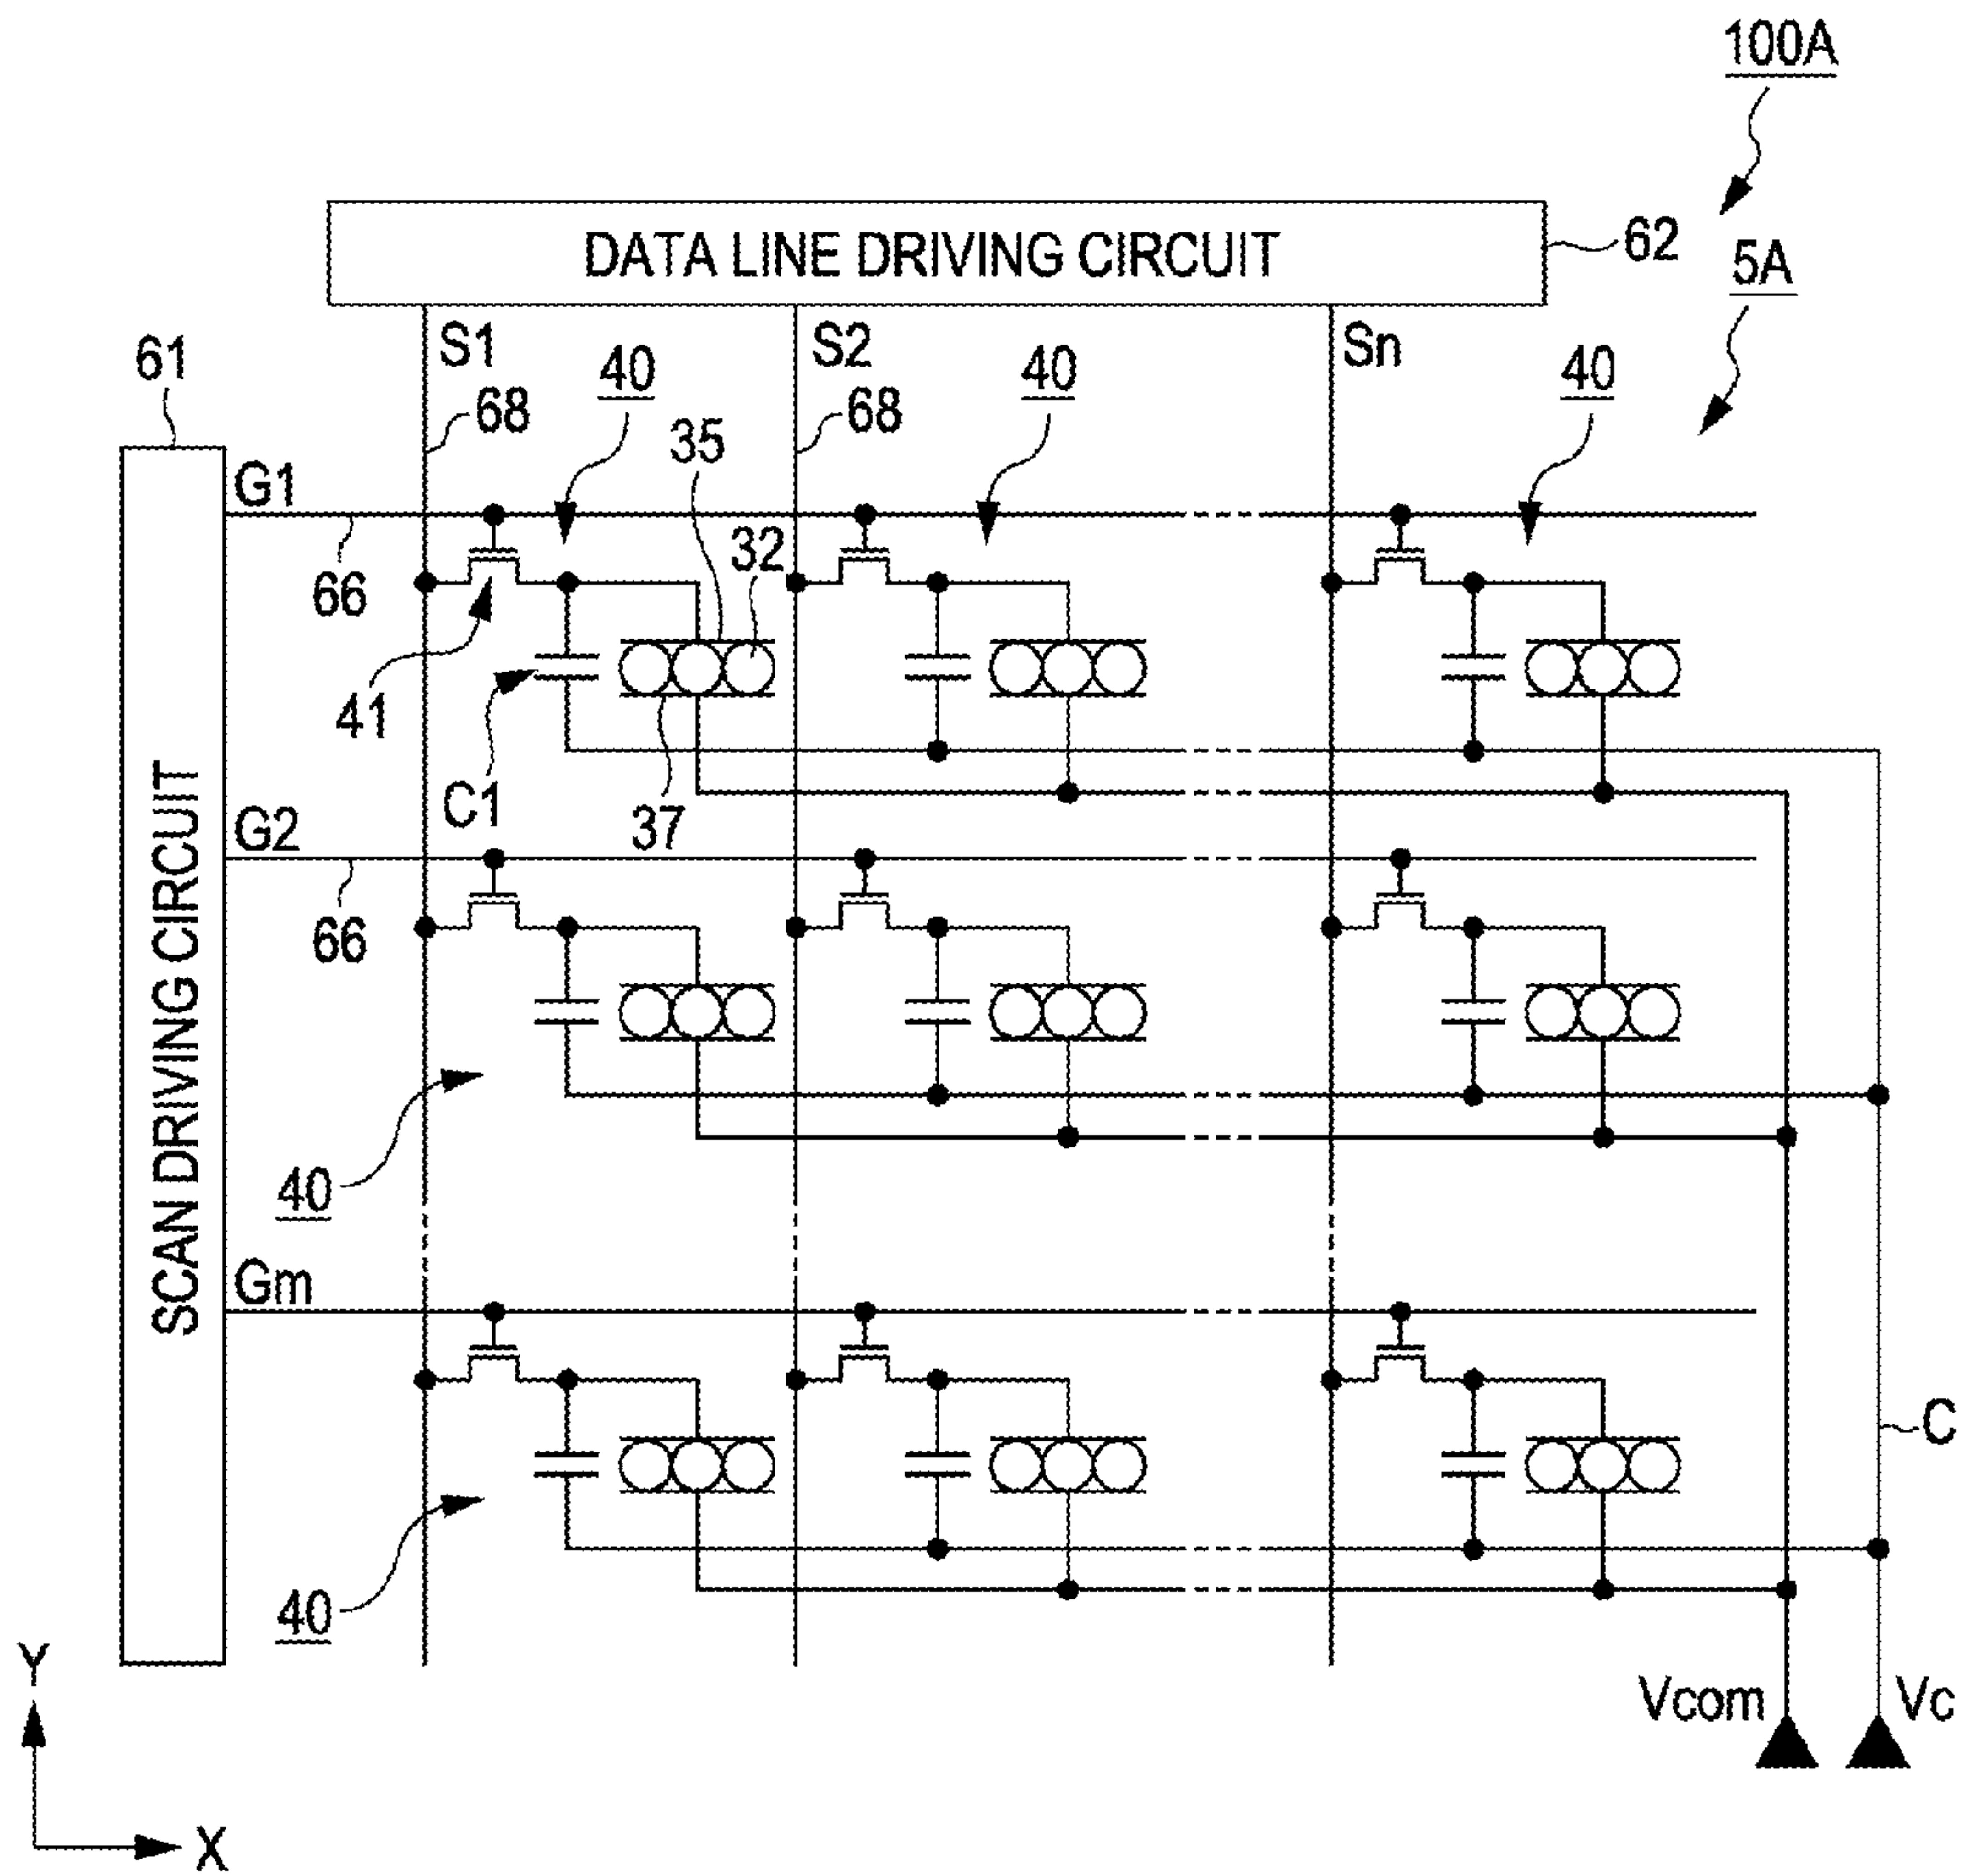 100A
DATA LINE DRIVING CIRCUIT
62
5A
61
S1
40
S2
40
Sn
40
68
35
68
G1
32
66
41
C1
37
G2
66
SCAN DRIVING CIRCUIT
40
Gm
C
40
Y
Vcom
Vc
X